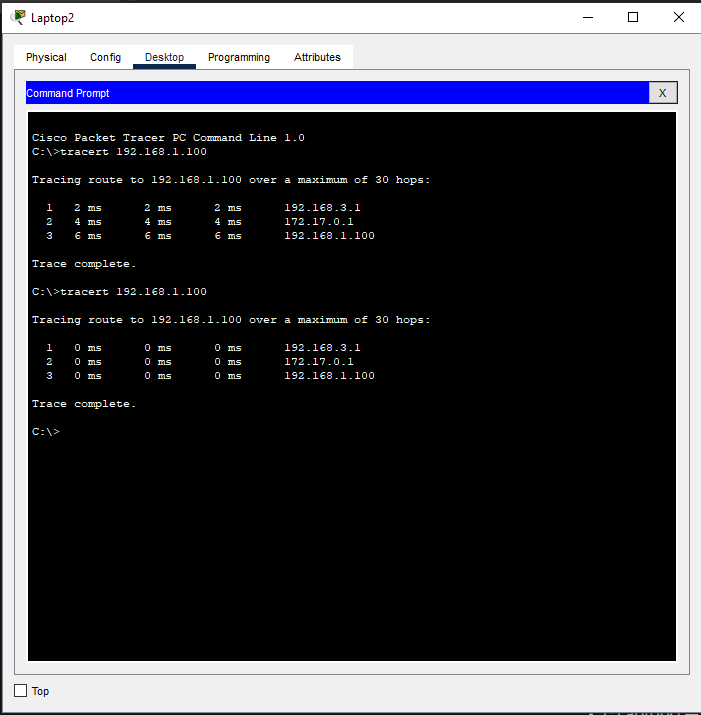 Laptop2
Physical Config Desktop Programming Attributes
Command Prompt X
Cisco Packet Tracer PC Command Line 1.0
C:\>tracert 192.168.1.100
Tracing route to 192.168.1.100 over a maximum of 30 hops:
1 2 ms 2 ms 2 ms 192.168.3.1
2 4 ms 4 ms 4 ms 172.17.0.1
3 6 ms 6 ms 6 ms 192.168.1.100
Trace complete.
C:\>tracert 192.168.1.100
Tracing route to 192.168.1.100 over a maximum of 30 hops:
1 0 ms 0 ms 0 ms 192.168.3.1
2 0 ms 0 ms 0 ms 172.17.0.1
3 0 ms 0 ms 0 ms 192.168.1.100
Trace complete.
C:\>
Top